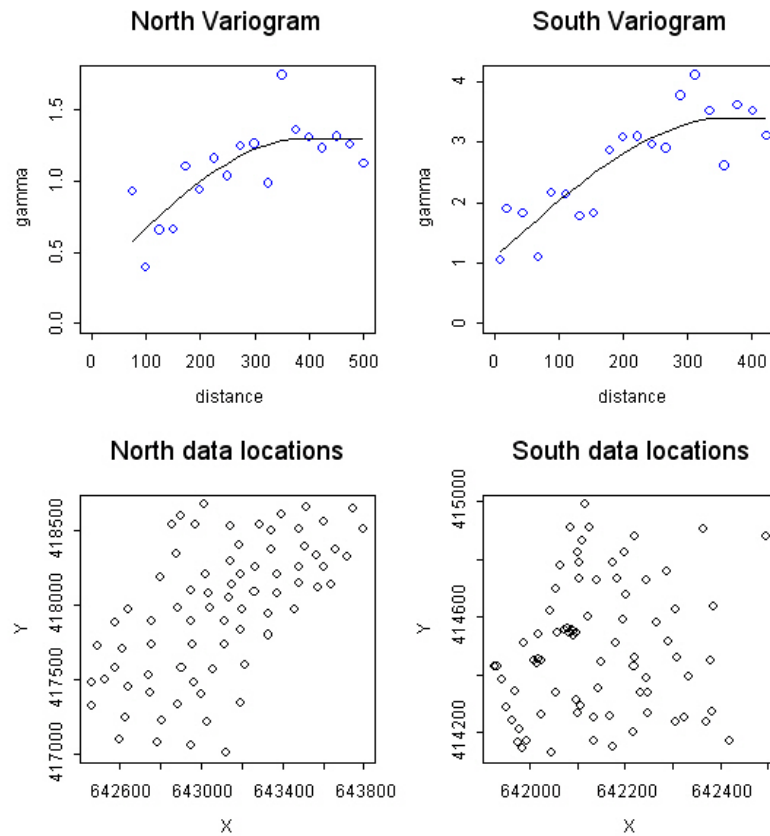 North Variogram
South Variogram
gamma
0.0 0.5 1.0 1.5
0 100 200 300 400 500
distance
gamma
0 1 2 3 4
0 100 200 300 400
distance
North data locations
South data locations
Y
417000 417500 418000 418500
642600 643000 643400 643800
X
Y
414200 414600 415000
642000 642200 642400
X